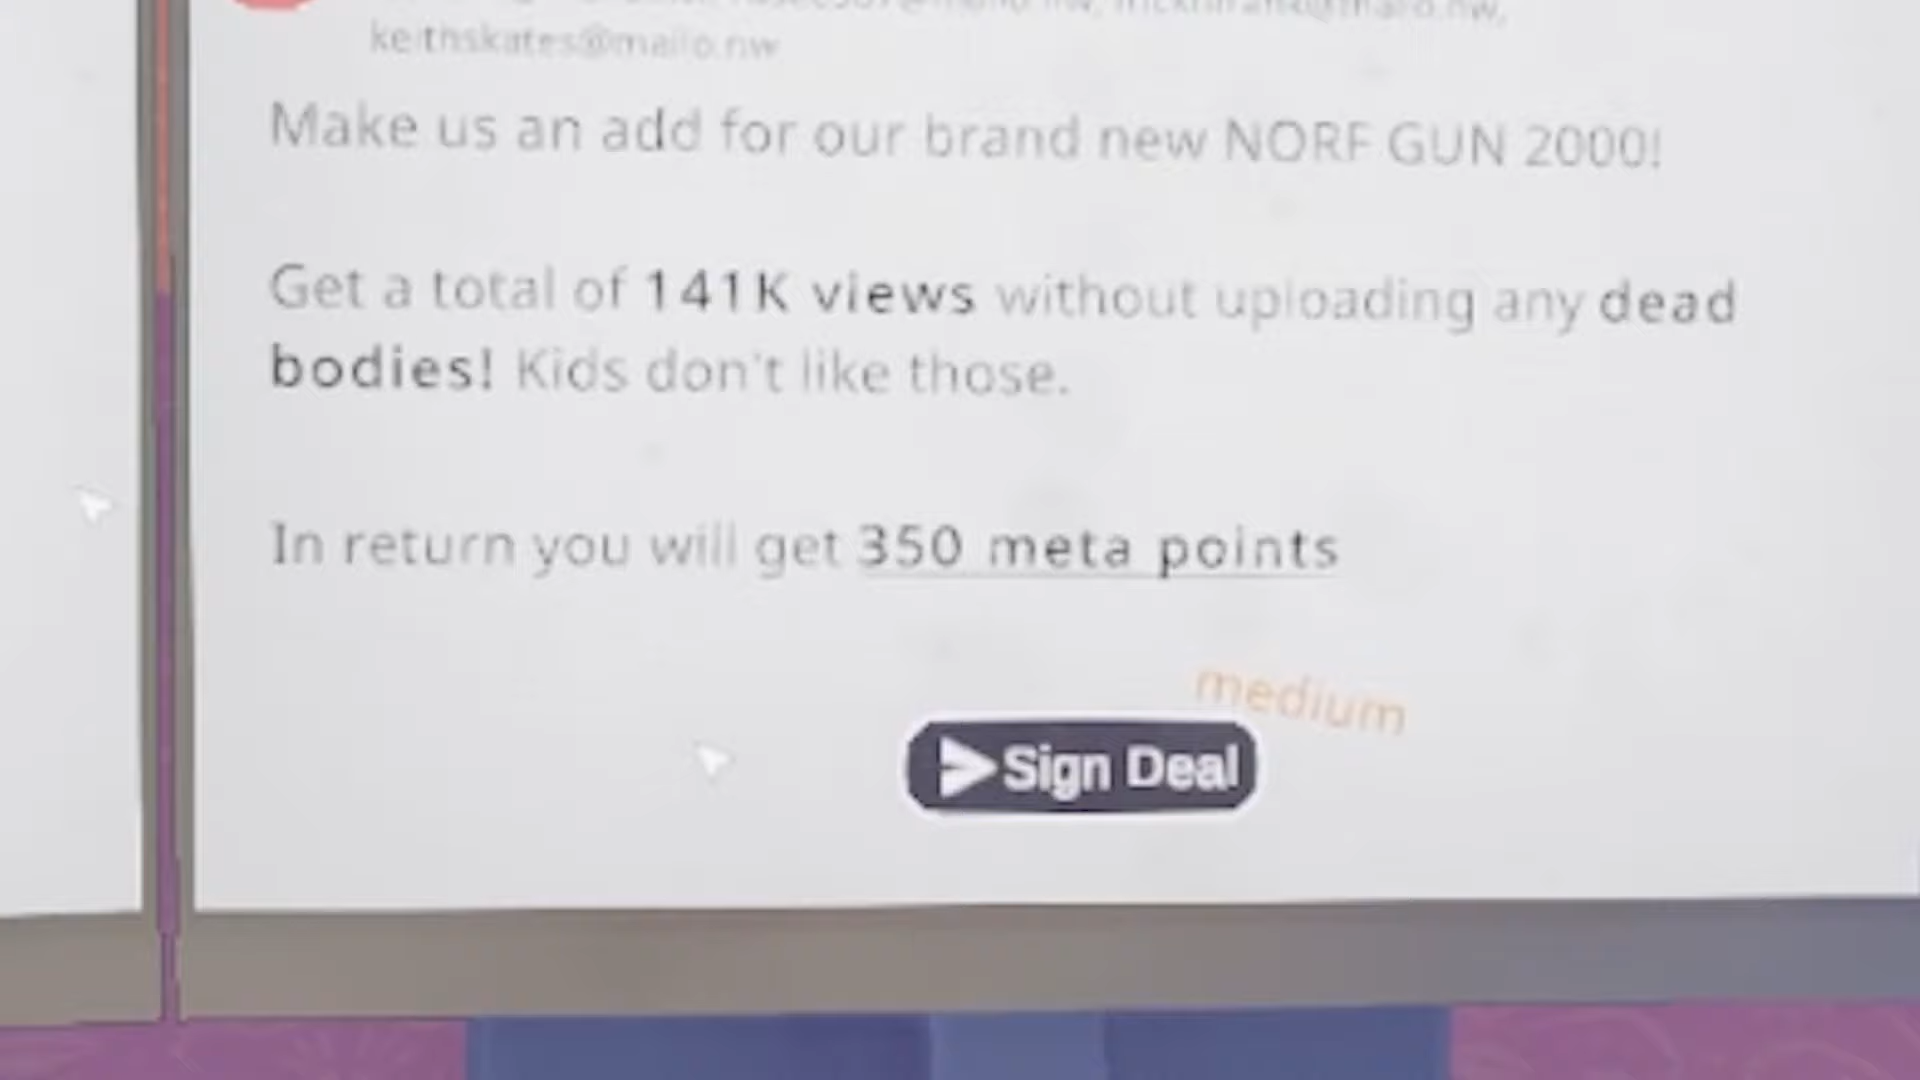 keithskates@mailo.nw
Make us an add for our brand new NORF GUN 2000!
Get a total of 141K views without uploading any dead
bodies! Kids don't like those.
In return you will get 350 meta points
medium
Sign Deal